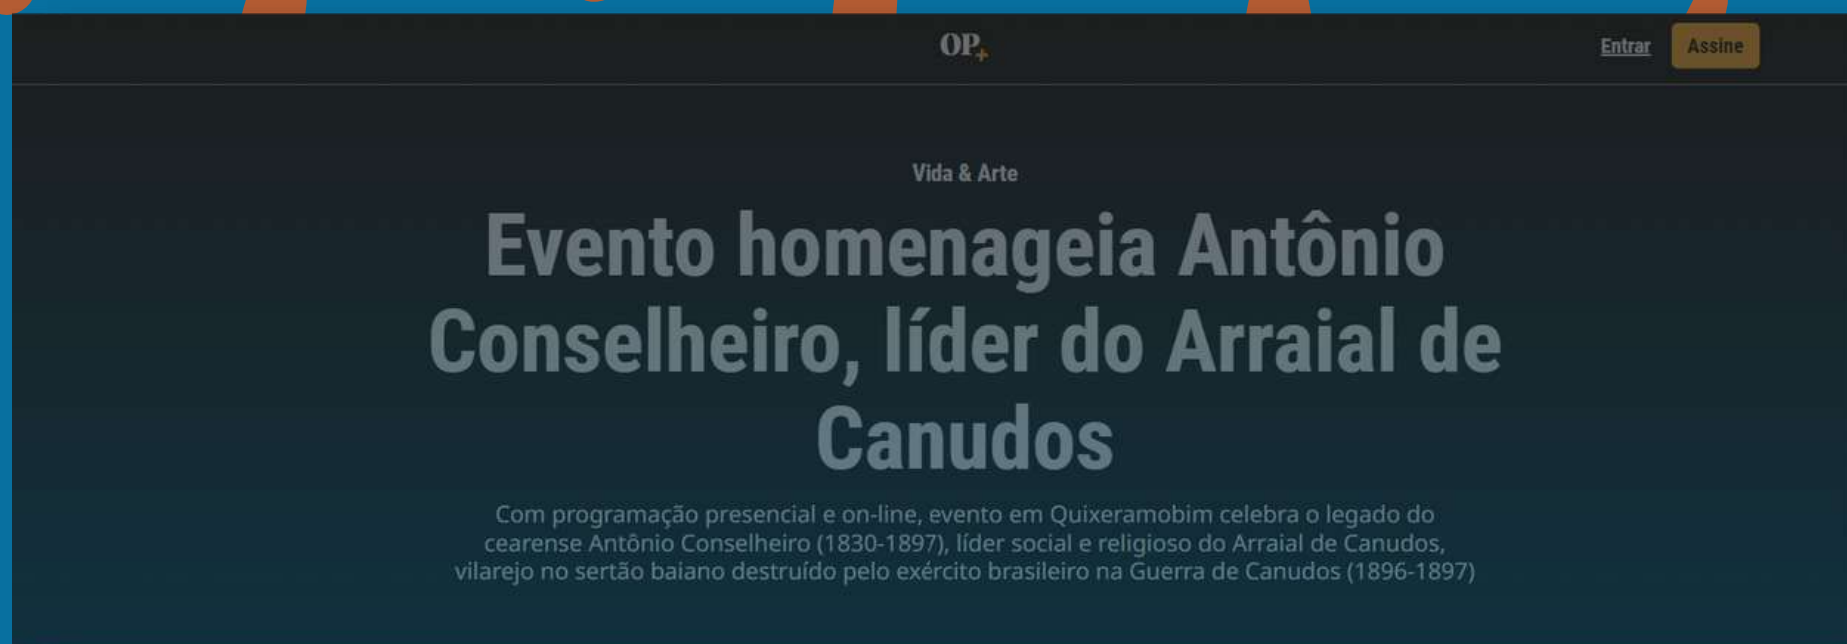 OP+
Entrar
Assine
Vida & Arte
Evento homenageia Antônio
Conselheiro, líder do Arraial de
Canudos
Com programação presencial e on-line, evento em Quixeramobim celebra o legado do
cearense Antônio Conselheiro (1830-1897), líder social e religioso do Arraial de Canudos,
vilarejo no sertão baiano destruído pelo exército brasileiro na Guerra de Canudos (1896-1897)